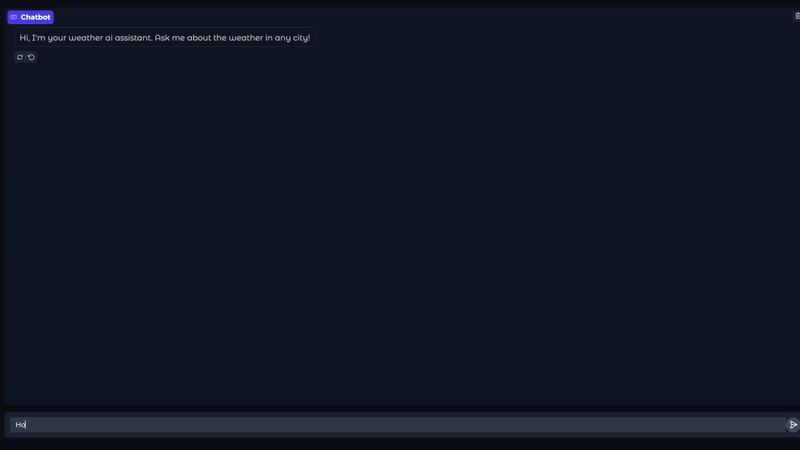 Chatbot
Hi, I'm your weather ai assistant. Ask me about the weather in any city!
Ho